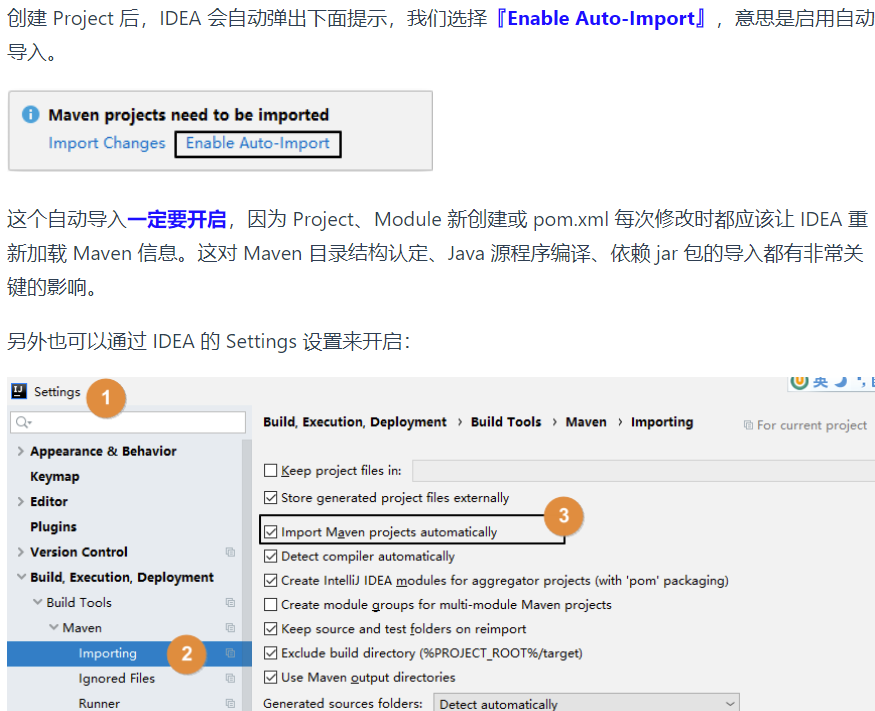 创建 Project 后，IDEA 会自动弹出下面提示，我们选择『Enable Auto-Import』，意思是启用自动
导入。
Maven projects need to be imported
Import Changes Enable Auto-Import
这个自动导入一定要开启，因为 Project、Module 新创建或 pom.xml 每次修改时都应该让 IDEA 重
新加载 Maven 信息。这对 Maven 目录结构认定、Java 源程序编译、依赖 jar 包的导入都有非常关
键的影响。
另外也可以通过 IDEA 的 Settings 设置来开启：
Settings
1
英
Appearance & Behavior
Keymap
Editor
Plugins
Version Control
Build, Execution, Deployment
Build Tools
Maven
Importing
2
Ignored Files
Runner
Build, Execution, Deployment › Build Tools › Maven › Importing
For current project
Keep project files in:
Store generated project files externally
Import Maven projects automatically
3
Detect compiler automatically
Create IntelliJ IDEA modules for aggregator projects (with 'pom' packaging)
Create module groups for multi-module Maven projects
Keep source and test folders on reimport
Exclude build directory (%PROJECT_ROOT%/target)
Use Maven output directories
Generated sources folders: Detect automatically